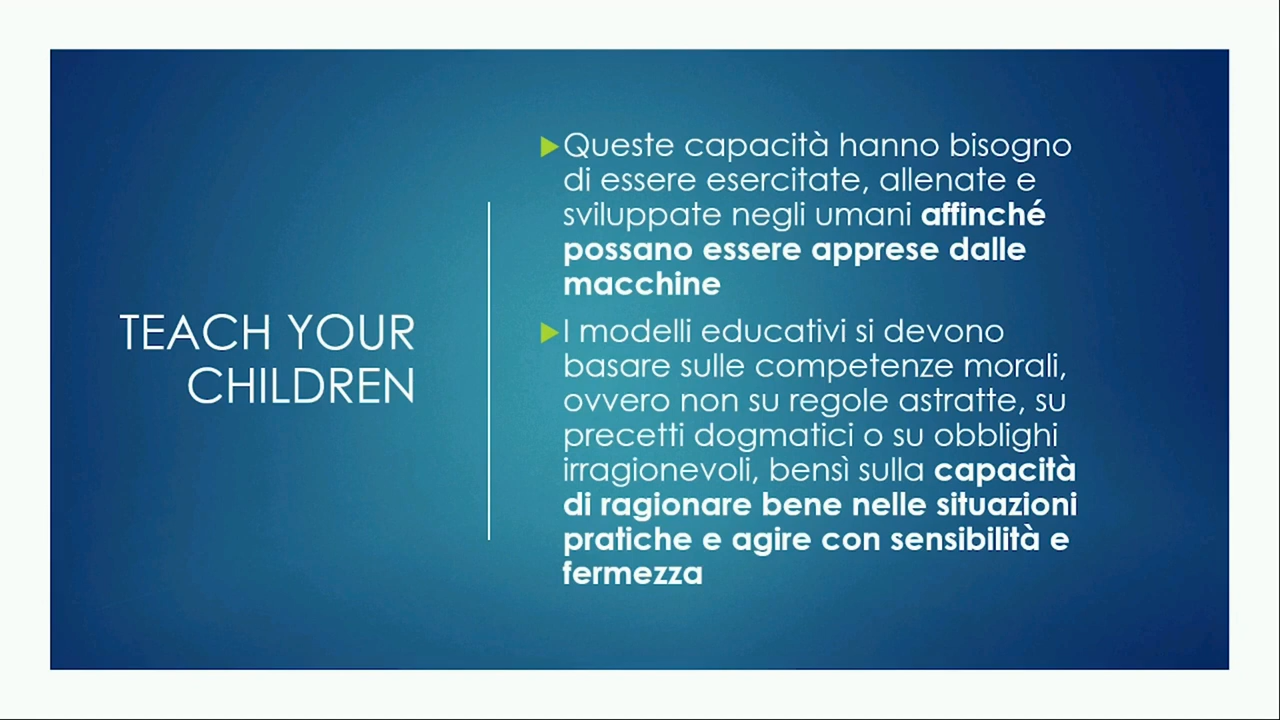 TEACH YOUR
CHILDREN
Queste capacità hanno bisogno
di essere esercitate, allenate e
sviluppate negli umani affinché
possano essere apprese dalle
macchine
I modelli educativi si devono
basare sulle competenze morali,
ovvero non su regole astratte, su
precetti dogmatici o su obblighi
irragionevoli, bensì sulla capacità
di ragionare bene nelle situazioni
pratiche e agire con sensibilità e
fermezza